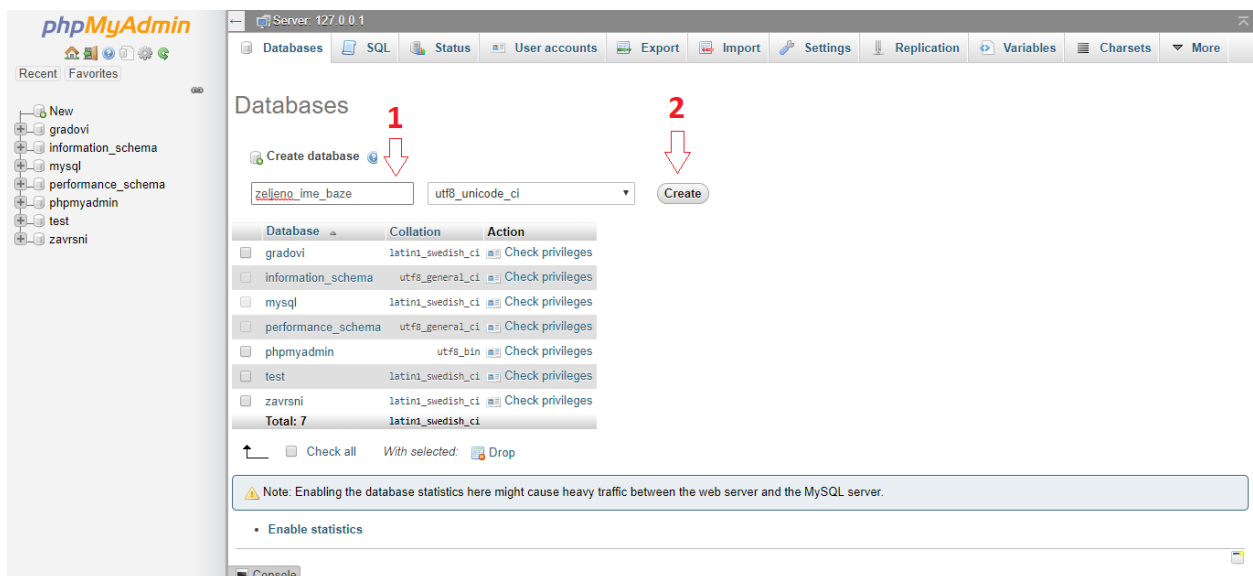 phpMyAdmin
Recent Favorites
New
gradovi
information_schema
mysql
performance_schema
phpmyadmin
test
zavrsni
Server: 127.0.0.1
Databases SQL Status User accounts Export Import Settings Replication Variables Charsets More
Databases
1
2
Create database
zeljeno_ime_baze utf8_unicode_ci Create
Database Collation Action
gradovi latin1_swedish_ci Check privileges
information_schema utf8_general_ci Check privileges
mysql latin1_swedish_ci Check privileges
performance_schema utf8_general_ci Check privileges
phpmyadmin utf8_bin Check privileges
test latin1_swedish_ci Check privileges
zavrsni latin1_swedish_ci Check privileges
Total: 7 latin1_swedish_ci
Check all With selected: Drop
Note: Enabling the database statistics here might cause heavy traffic between the web server and the MySQL server.
• Enable statistics
Console